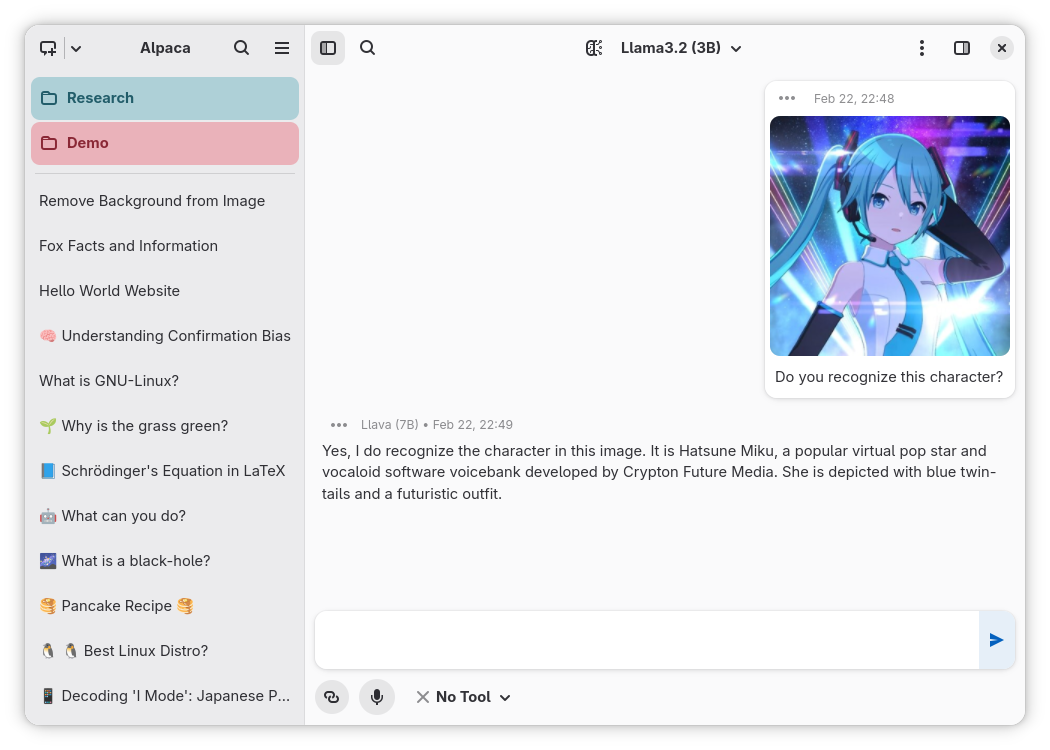 Alpaca
Research
Demo
Remove Background from Image
Fox Facts and Information
Hello World Website
🧠 Understanding Confirmation Bias
What is GNU-Linux?
🌱 Why is the grass green?
📘 Schrödinger's Equation in LaTeX
🤖 What can you do?
🌌 What is a black-hole?
🥞 Pancake Recipe 🥞
🐧 🐧 Best Linux Distro?
📱 Decoding 'I Mode': Japanese P...
Llama3.2 (3B)
Feb 22, 22:48
Do you recognize this character?
Llava (7B) • Feb 22, 22:49
Yes, I do recognize the character in this image. It is Hatsune Miku, a popular virtual pop star and
vocaloid software voicebank developed by Crypton Future Media. She is depicted with blue twin-
tails and a futuristic outfit.
No Tool